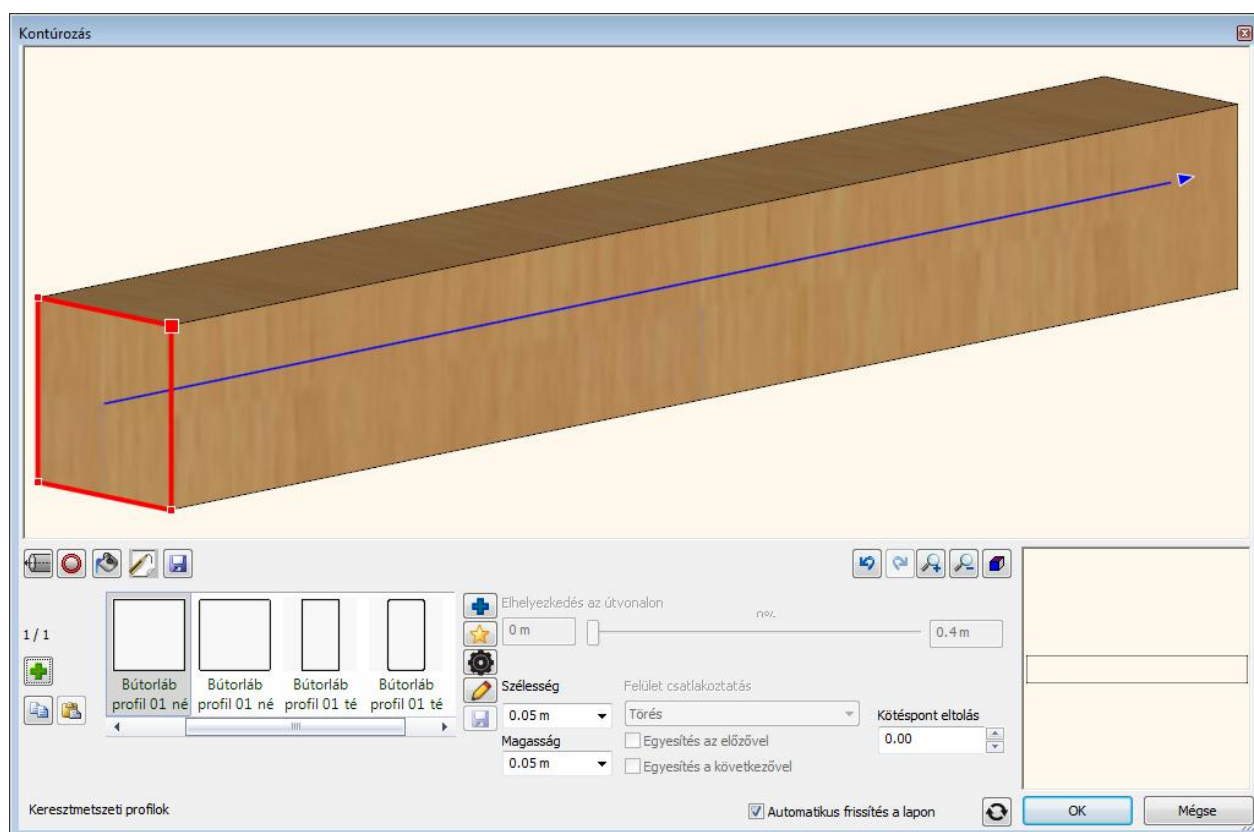 Kontúrozás
Elhelyezkedés az útvonalon
0 m
0.4 m
1 / 1
Bútorláb
profil 01 né
Bútorláb
profil 01 né
Bútorláb
profil 01 té
Bútorláb
profil 01 té
Szélesség
0.05 m
Magasság
0.05 m
Felület csatlakoztatás
Törés
Egyesítés az előzővel
Egyesítés a következővel
Kötéspont eltolás
0.00
Keresztmetszeti profilok
Automatikus frissítés a lapon
OK
Mégse